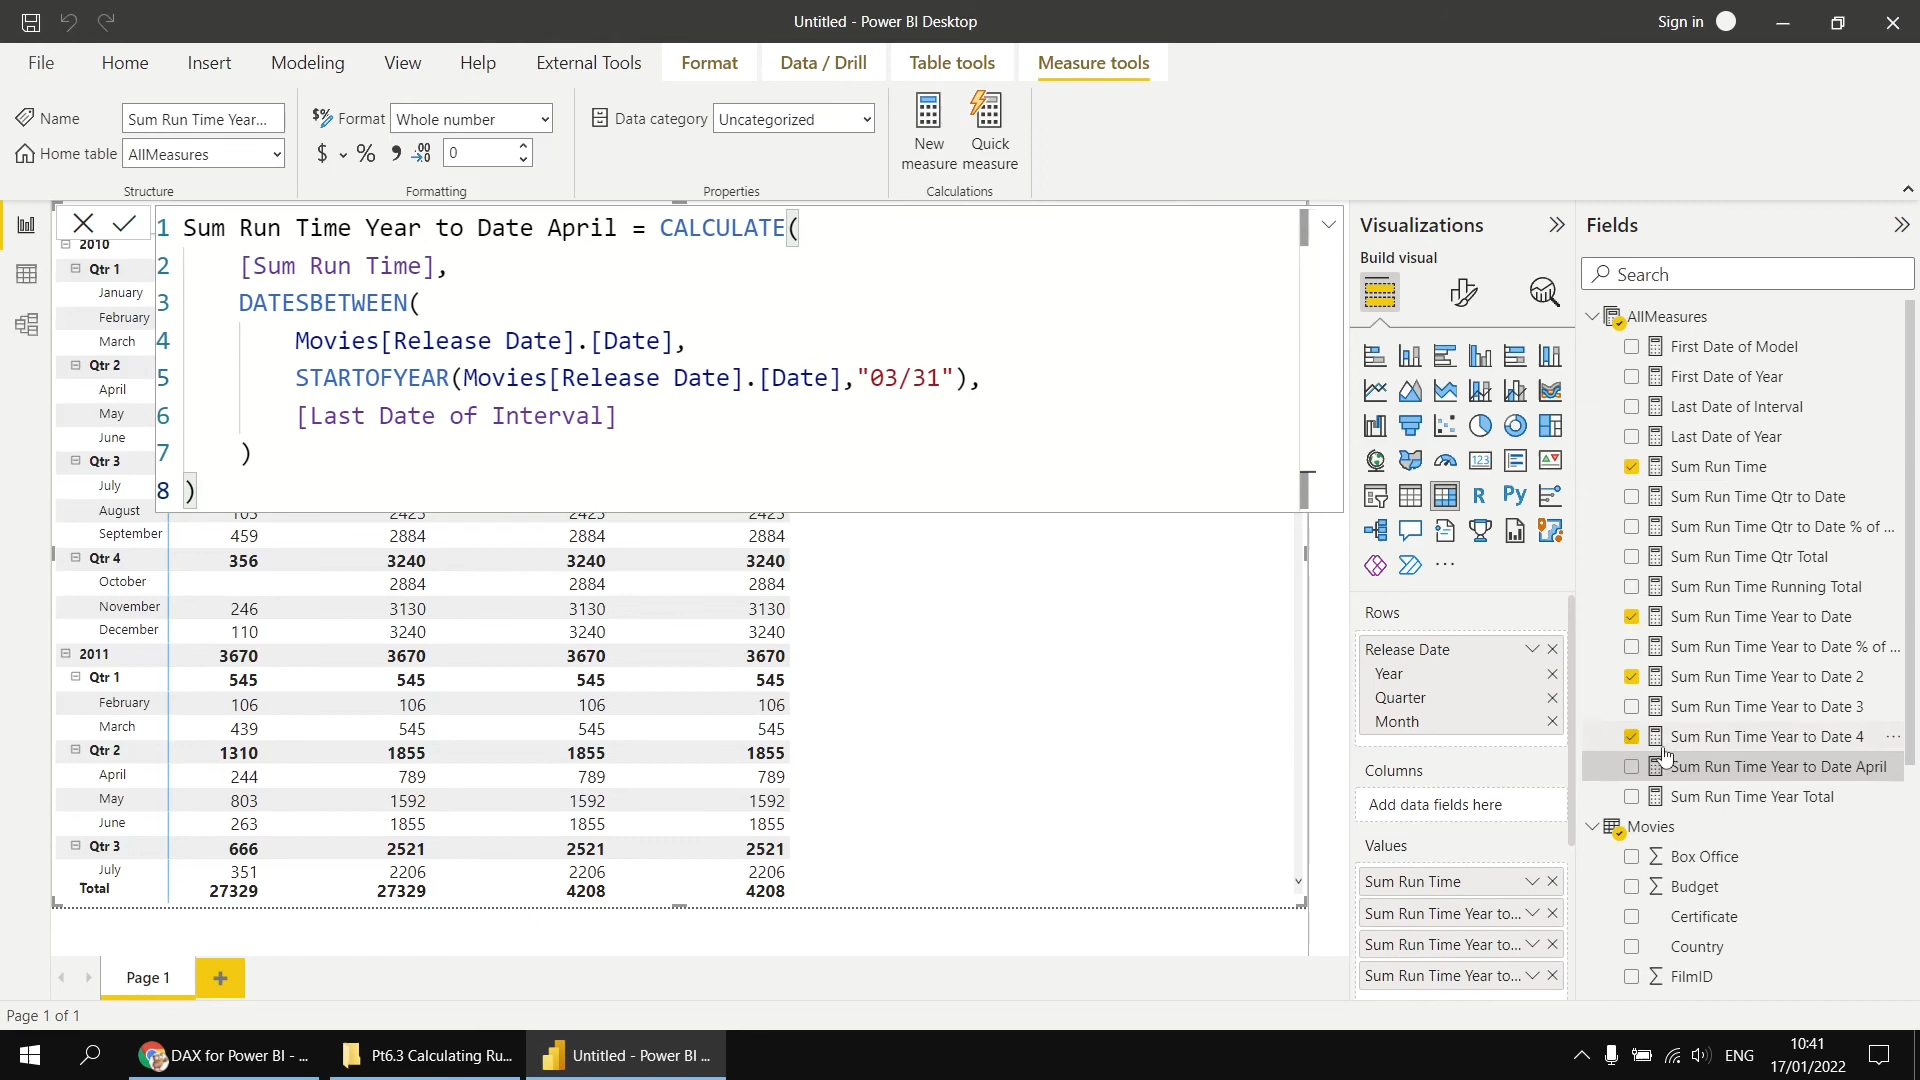 Untitled - Power BI Desktop
Sign in
File Home Insert Modeling View Help External Tools Format Data / Drill Table tools Measure tools
Name Sum Run Time Year... Format Whole number Data category Uncategorized New measure Quick measure
Home table AllMeasures $ % 0
Structure Formatting Properties Calculations
1 Sum Run Time Year to Date April = CALCULATE(
2 [Sum Run Time],
3 DATESBETWEEN(
4 Movies[Release Date].[Date],
5 STARTOFYEAR(Movies[Release Date].[Date],"03/31"),
6 [Last Date of Interval]
7 )
8 )
2010
Qtr 1
January
February
March
Qtr 2
April
May
June
Qtr 3
July
August 105 2425 2425 2425
September 459 2884 2884 2884
Qtr 4 356 3240 3240 3240
October 2884 2884 2884
November 246 3130 3130 3130
December 110 3240 3240 3240
2011 3670 3670 3670 3670
Qtr 1 545 545 545 545
February 106 106 106 106
March 439 545 545 545
Qtr 2 1310 1855 1855 1855
April 244 789 789 789
May 803 1592 1592 1592
June 263 1855 1855 1855
Qtr 3 666 2521 2521 2521
July 351 2206 2206 2206
Total 27329 27329 4208 4208
Visualizations
Build visual
123
R Py
...
Rows
Release Date
Year
Quarter
Month
Columns
Add data fields here
Values
Sum Run Time
Sum Run Time Year to...
Sum Run Time Year to...
Sum Run Time Year to...
Fields
Search
AllMeasures
First Date of Model
First Date of Year
Last Date of Interval
Last Date of Year
Sum Run Time
Sum Run Time Qtr to Date
Sum Run Time Qtr to Date % of ...
Sum Run Time Qtr Total
Sum Run Time Running Total
Sum Run Time Year to Date
Sum Run Time Year to Date % of ...
Sum Run Time Year to Date 2
Sum Run Time Year to Date 3
Sum Run Time Year to Date 4 ...
Sum Run Time Year to Date April
Sum Run Time Year Total
Movies
Box Office
Budget
Certificate
Country
FilmID
Page 1
Page 1 of 1
DAX for Power BI - ... Pt6.3 Calculating Ru... Untitled - Power BI ... ENG 10:41
17/01/2022